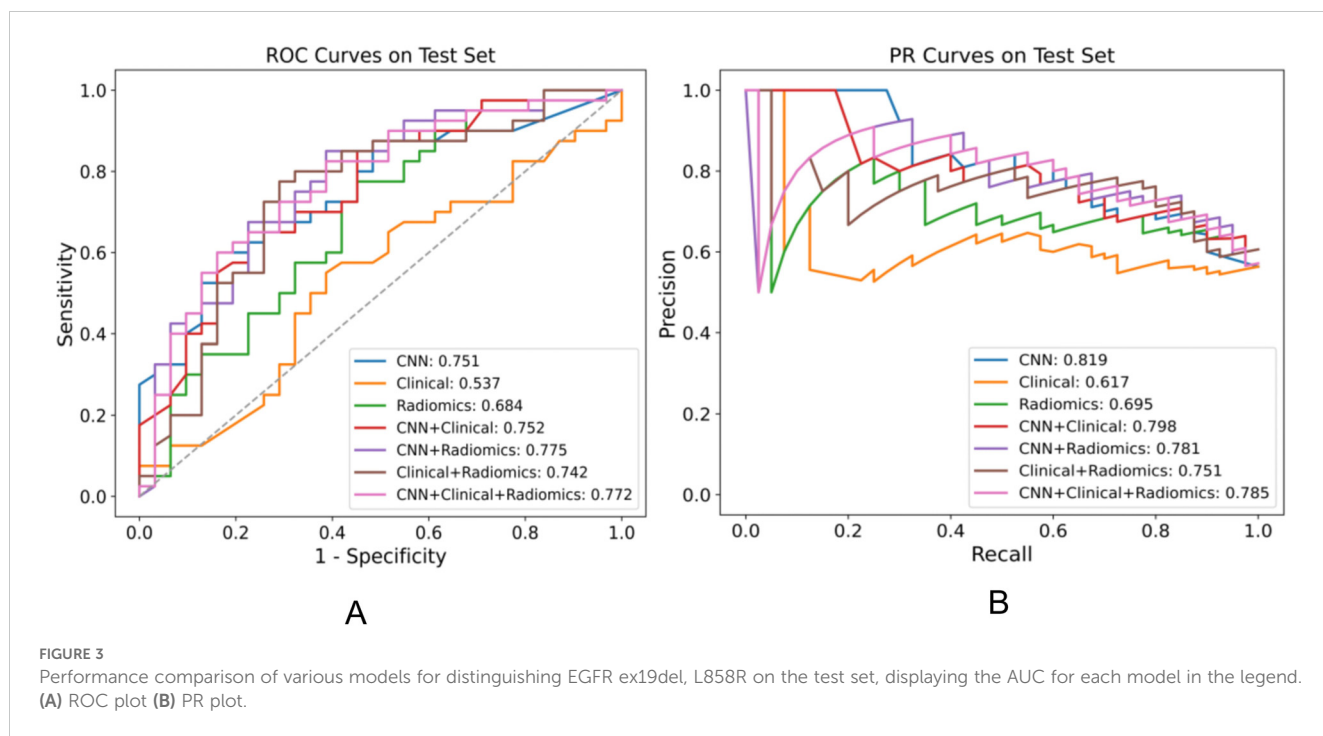 ROC Curves on Test Set
1.0
0.8
0.6
0.4
0.2
0.0
Sensitivity
0.0 0.2 0.4 0.6 0.8 1.0
1 - Specificity
CNN: 0.751
Clinical: 0.537
Radiomics: 0.684
CNN+Clinical: 0.752
CNN+Radiomics: 0.775
Clinical+Radiomics: 0.742
CNN+Clinical+Radiomics: 0.772
A
PR Curves on Test Set
1.0
0.8
0.6
0.4
0.2
0.0
Precision
0.0 0.2 0.4 0.6 0.8 1.0
Recall
CNN: 0.819
Clinical: 0.617
Radiomics: 0.695
CNN+Clinical: 0.798
CNN+Radiomics: 0.781
Clinical+Radiomics: 0.751
CNN+Clinical+Radiomics: 0.785
B
FIGURE 3
Performance comparison of various models for distinguishing EGFR ex19del, L858R on the test set, displaying the AUC for each model in the legend.
(A) ROC plot (B) PR plot.